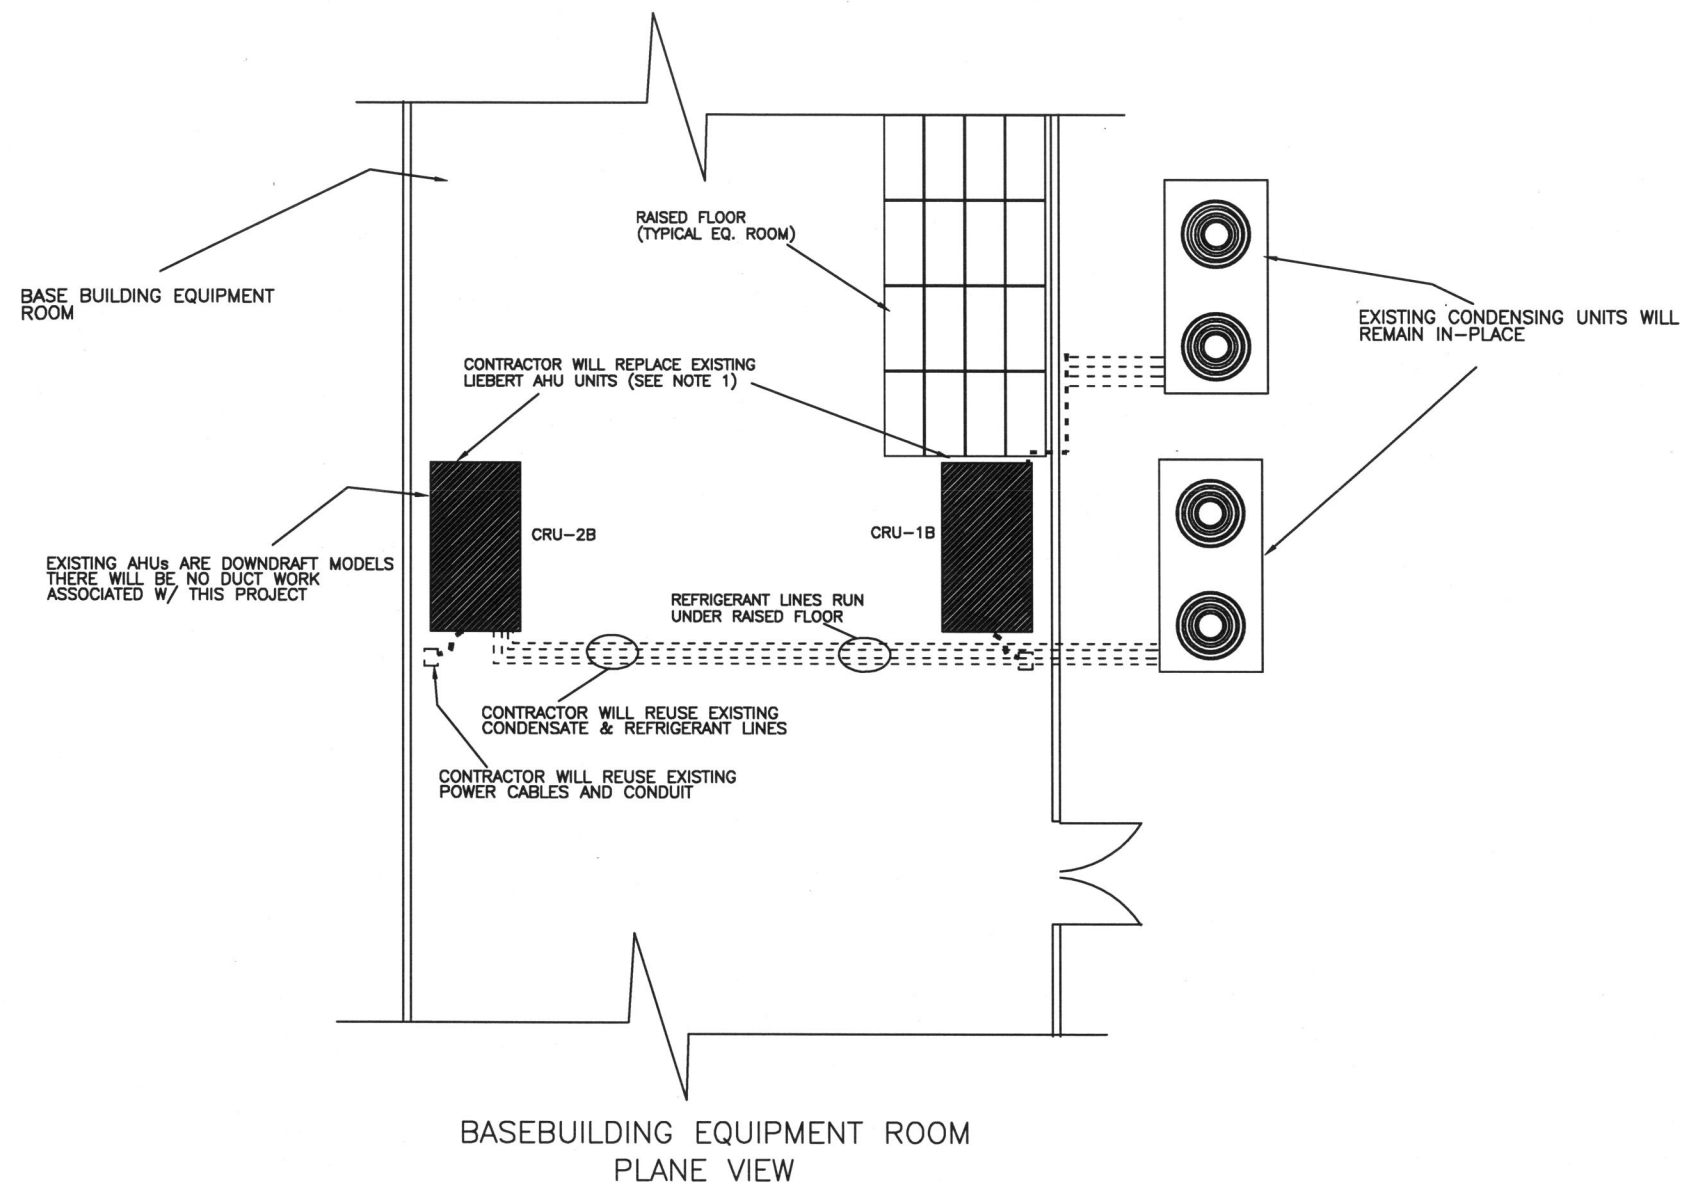 RAISED FLOOR
(TYPICAL EQ. ROOM)
BASE BUILDING EQUIPMENT
ROOM
EXISTING CONDENSING UNITS WILL
REMAIN IN-PLACE
CONTRACTOR WILL REPLACE EXISTING
LIEBERT AHU UNITS (SEE NOTE 1)
CRU-2B
CRU-1B
EXISTING AHUs ARE DOWNDRAFT MODELS
THERE WILL BE NO DUCT WORK
ASSOCIATED W/ THIS PROJECT
REFRIGERANT LINES RUN
UNDER RAISED FLOOR
CONTRACTOR WILL REUSE EXISTING
CONDENSATE & REFRIGERANT LINES
CONTRACTOR WILL REUSE EXISTING
POWER CABLES AND CONDUIT
BASEBUILDING EQUIPMENT ROOM
PLANE VIEW